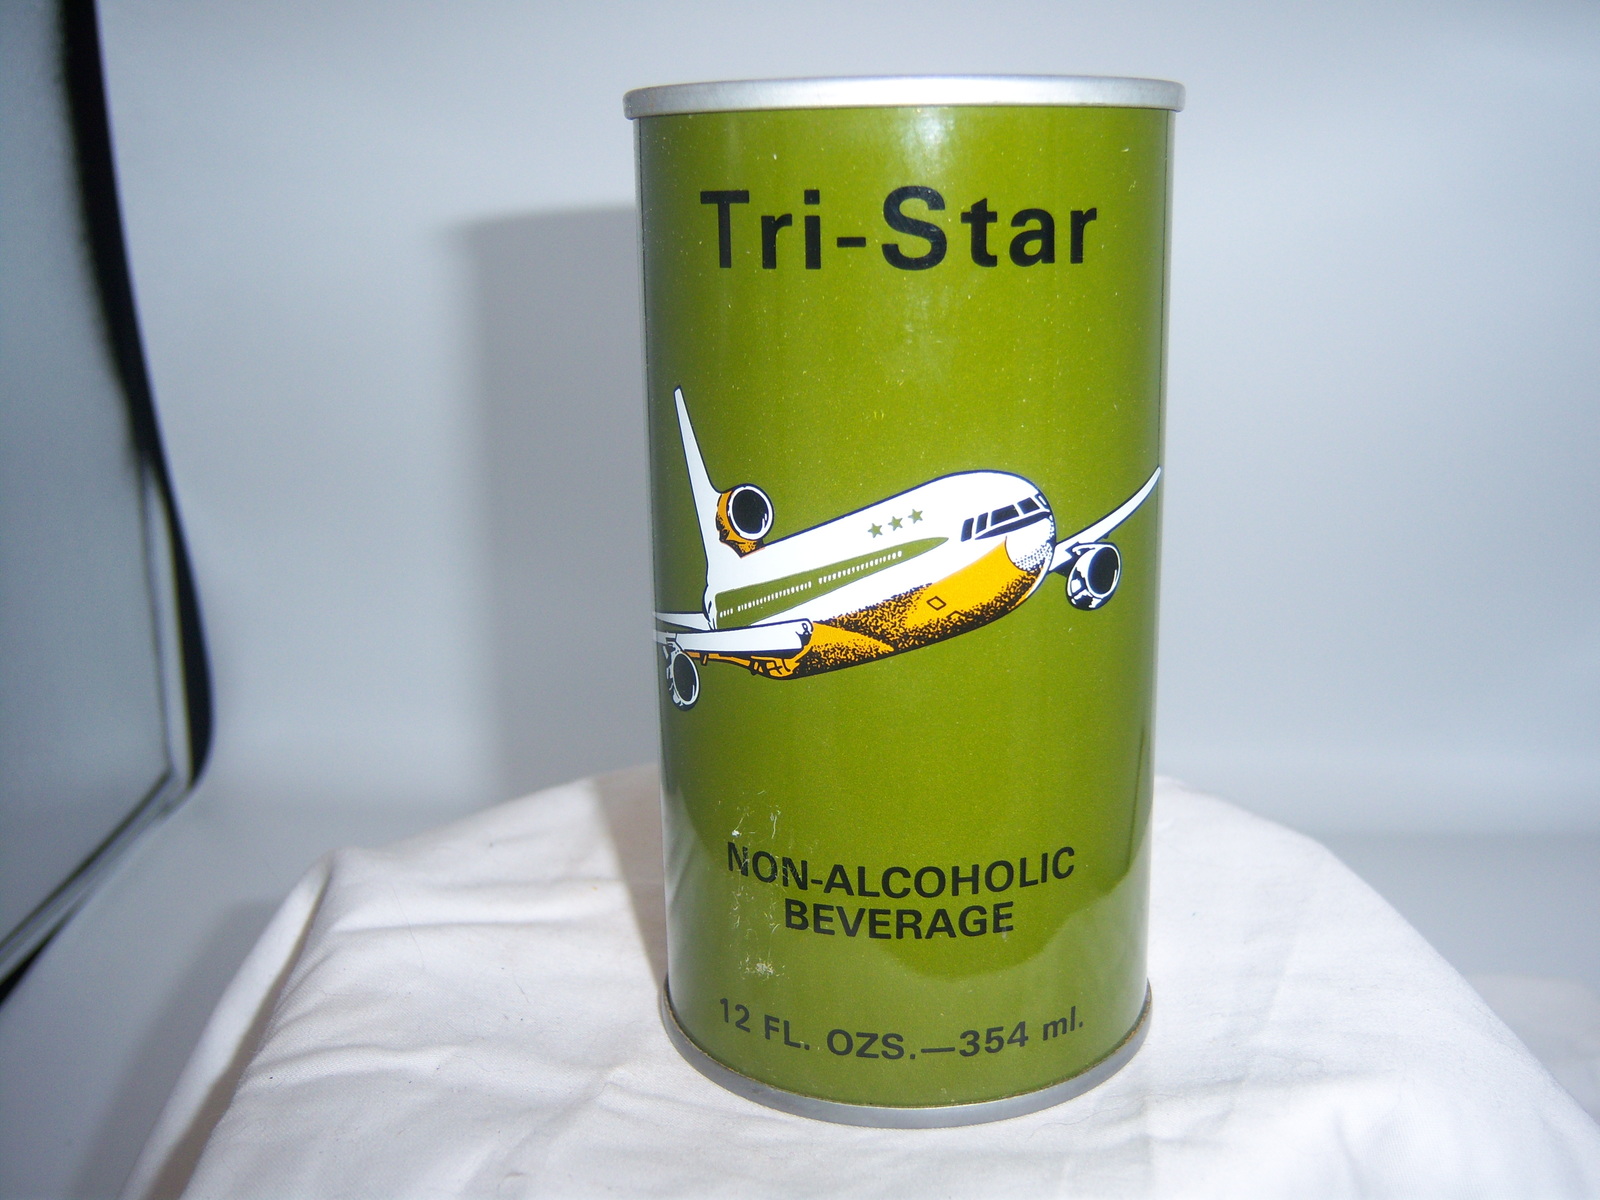 Tri-Star
NON-ALCOHOLIC
BEVERAGE
12 FL. OZS.—354 ml.